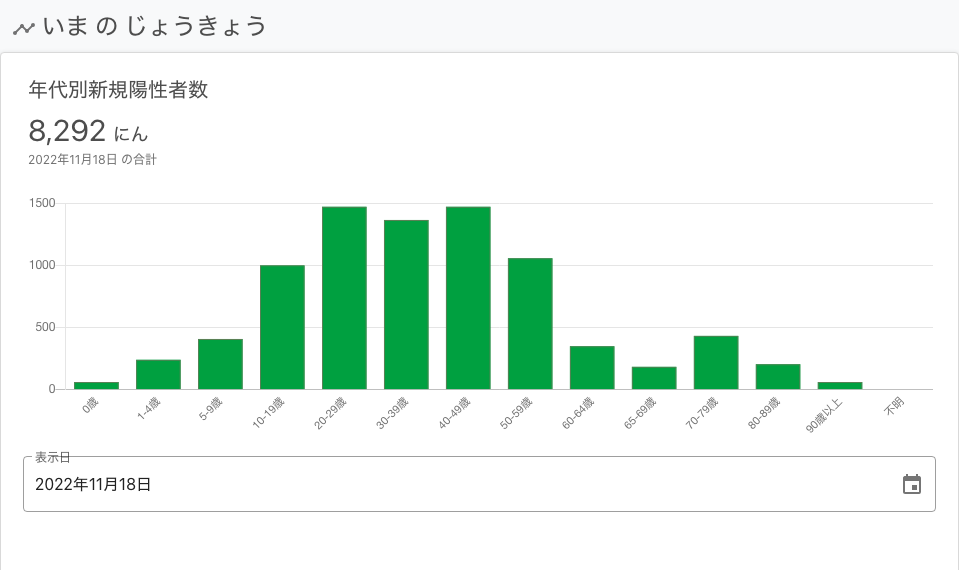 いま の じょうきょう
年代別新規陽性者数
8,292 にん
2022年11月18日 の合計
1500
1000
500
0
0歳
1-4歳
5-9歳
10-19歳
20-29歳
30-39歳
40-49歳
50-59歳
60-64歳
65-69歳
70-79歳
80-89歳
90歳以上
不明
表示日
2022年11月18日